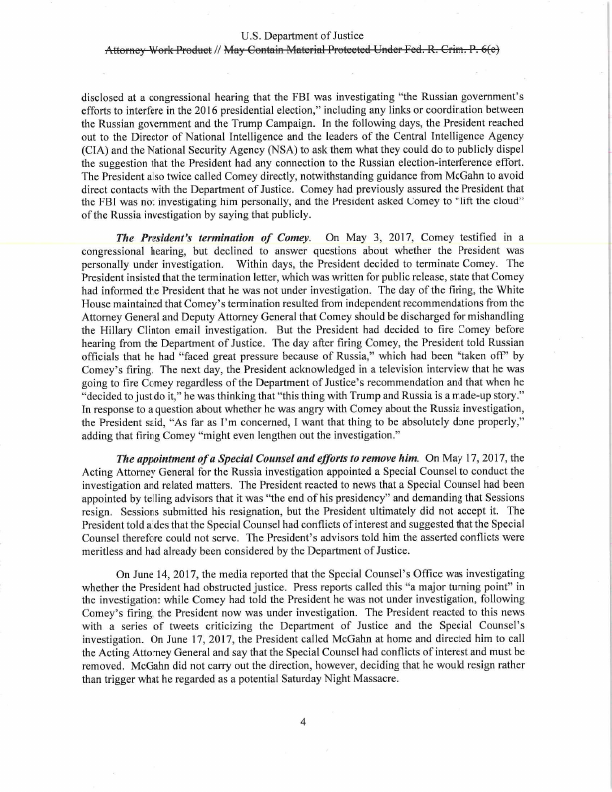 U.S. Department of Justice
Attorney Work Product // May Contain Material Protected Under Fed. R. Crim. P. 6(e)
disclosed at a congressional hearing that the FBI was investigating “the Russian government’s
efforts to interfere in the 2016 presidential election,” including any links or coordination between
the Russian government and the Trump Campaign. In the following days, the President reached
out to the Director of National Intelligence and the leaders of the Central Intelligence Agency
(CIA) and the National Security Agency (NSA) to ask them what they could do to publicly dispel
the suggestion that the President had any connection to the Russian election-interference effort.
The President also twice called Comey directly, notwithstanding guidance from McGahn to avoid
direct contacts with the Department of Justice. Comey had previously assured the President that
the FBI was not investigating him personally, and the President asked Comey to “lift the cloud”
of the Russia investigation by saying that publicly.
The President’s termination of Comey. On May 3, 2017, Comey testified in a
congressional hearing, but declined to answer questions about whether the President was
personally under investigation. Within days, the President decided to terminate Comey. The
President insisted that the termination letter, which was written for public release, state that Comey
had informed the President that he was not under investigation. The day of the firing, the White
House maintained that Comey’s termination resulted from independent recommendations from the
Attorney General and Deputy Attorney General that Comey should be discharged for mishandling
the Hillary Clinton email investigation. But the President had decided to fire Comey before
hearing from the Department of Justice. The day after firing Comey, the President told Russian
officials that he had “faced great pressure because of Russia,” which had been “taken off” by
Comey’s firing. The next day, the President acknowledged in a television interview that he was
going to fire Comey regardless of the Department of Justice’s recommendation and that when he
“decided to just do it,” he was thinking that “this thing with Trump and Russia is a made-up story.”
In response to a question about whether he was angry with Comey about the Russia investigation,
the President said, “As far as I’m concerned, I want that thing to be absolutely done properly,”
adding that firing Comey “might even lengthen out the investigation.”
The appointment of a Special Counsel and efforts to remove him. On May 17, 2017, the
Acting Attorney General for the Russia investigation appointed a Special Counsel to conduct the
investigation and related matters. The President reacted to news that a Special Counsel had been
appointed by telling advisors that it was “the end of his presidency” and demanding that Sessions
resign. Sessions submitted his resignation, but the President ultimately did not accept it. The
President told aides that the Special Counsel had conflicts of interest and suggested that the Special
Counsel therefore could not serve. The President’s advisors told him the asserted conflicts were
meritless and had already been considered by the Department of Justice.
On June 14, 2017, the media reported that the Special Counsel’s Office was investigating
whether the President had obstructed justice. Press reports called this “a major turning point” in
the investigation: while Comey had told the President he was not under investigation, following
Comey’s firing, the President now was under investigation. The President reacted to this news
with a series of tweets criticizing the Department of Justice and the Special Counsel’s
investigation. On June 17, 2017, the President called McGahn at home and directed him to call
the Acting Attorney General and say that the Special Counsel had conflicts of interest and must be
removed. McGahn did not carry out the direction, however, deciding that he would resign rather
than trigger what he regarded as a potential Saturday Night Massacre.
4